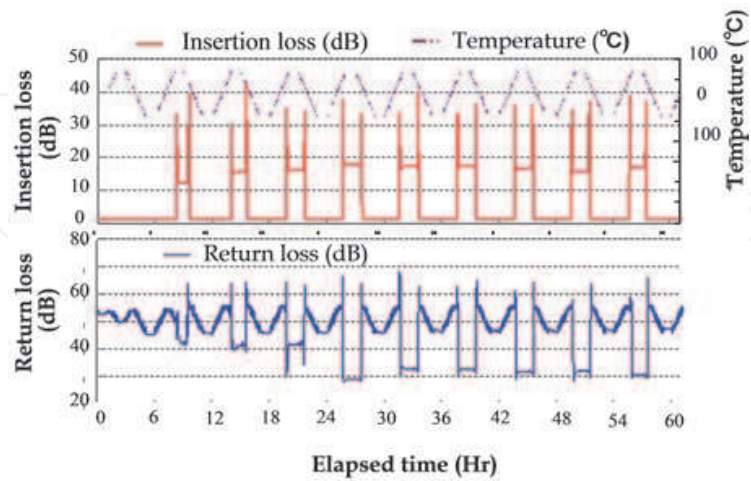 Insertion loss (dB) Temperature (℃)
Insertion loss
(dB)
50
40
30
20
10
0
100
0
100
Temperature (℃)
Return loss (dB)
Return loss
(dB)
80
60
40
20
0 6 12 18 24 30 36 42 48 54 60
Elapsed time (Hr)